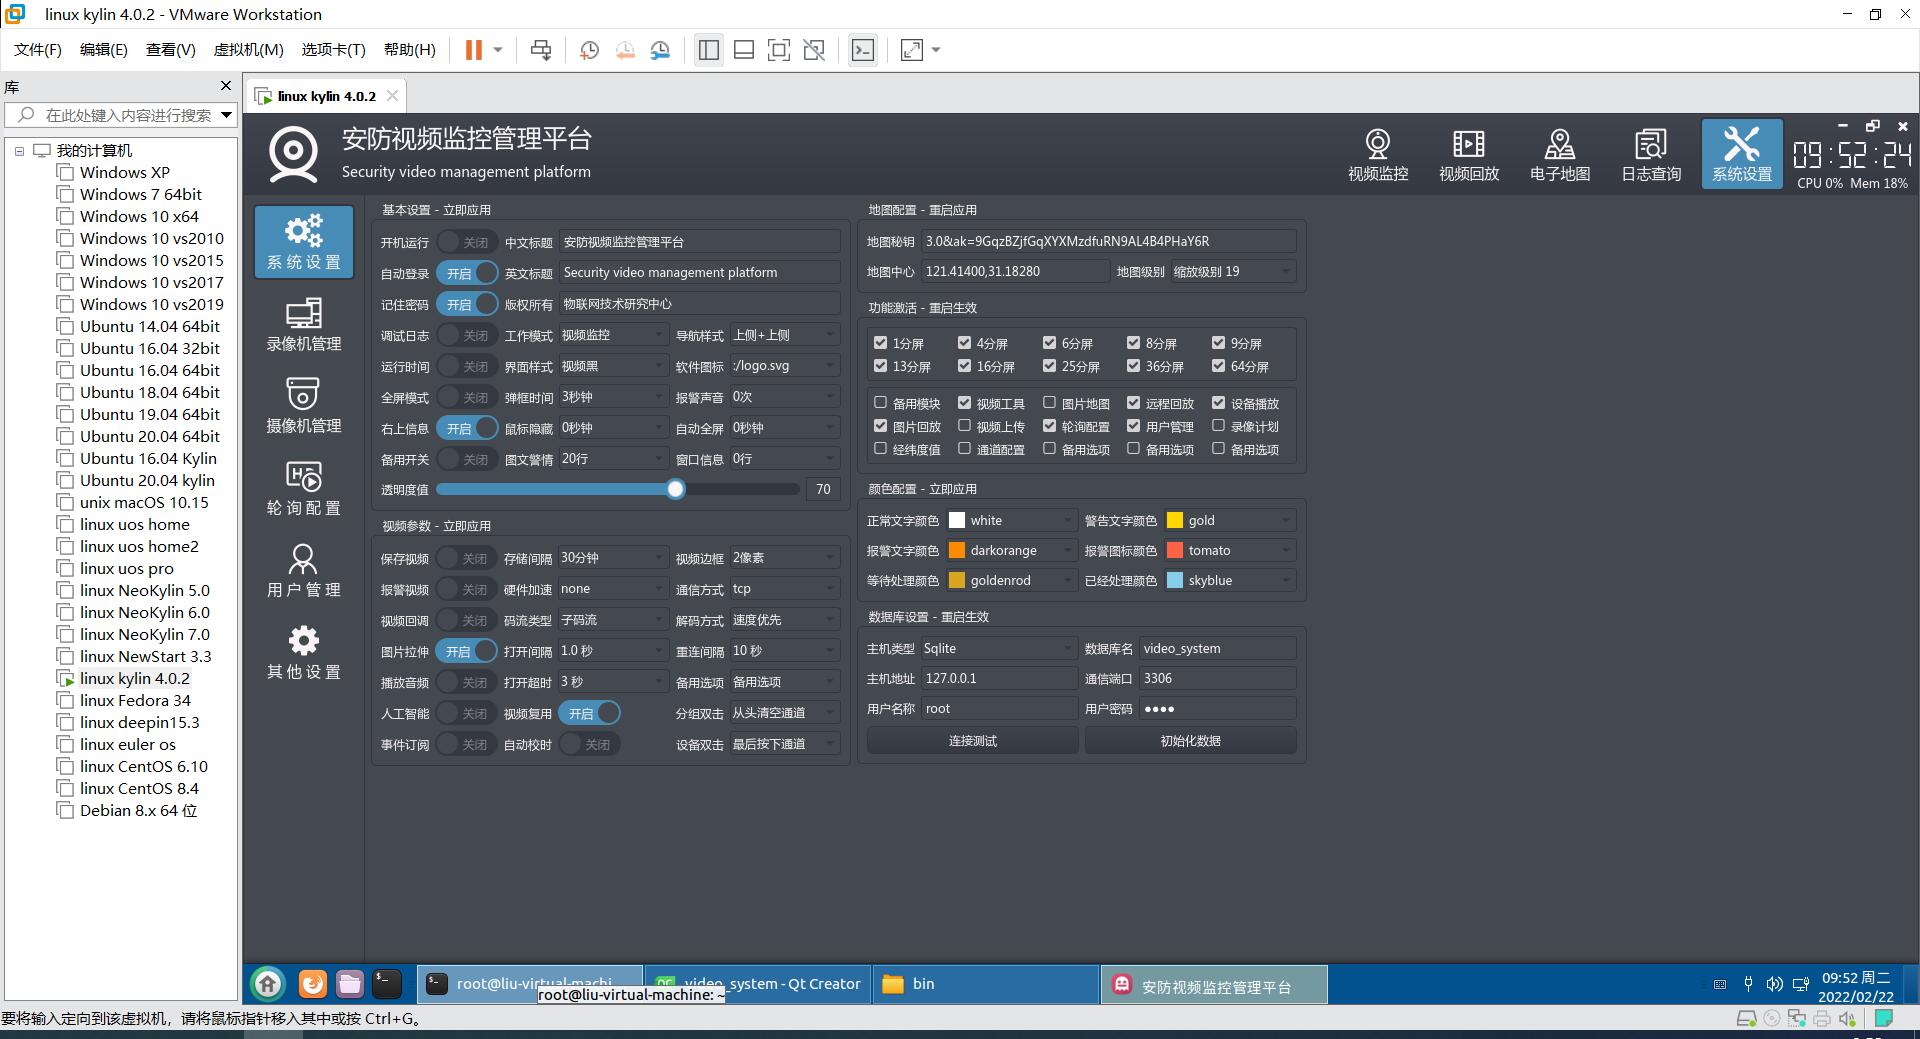 linux kylin 4.0.2 - VMware Workstation
文件(F) 编辑(E) 查看(V) 虚拟机(M) 选项卡(T) 帮助(H)
库
在此处键入内容进行搜索
我的计算机
Windows XP
Windows 7 64bit
Windows 10 x64
Windows 10 vs2010
Windows 10 vs2015
Windows 10 vs2017
Windows 10 vs2019
Ubuntu 14.04 64bit
Ubuntu 16.04 32bit
Ubuntu 16.04 64bit
Ubuntu 18.04 64bit
Ubuntu 19.04 64bit
Ubuntu 20.04 64bit
Ubuntu 16.04 Kylin
Ubuntu 20.04 kylin
unix macOS 10.15
linux uos home
linux uos home2
linux uos pro
linux NeoKylin 5.0
linux NeoKylin 6.0
linux NeoKylin 7.0
linux NewStart 3.3
linux kylin 4.0.2
linux Fedora 34
linux deepin15.3
linux euler os
linux CentOS 6.10
linux CentOS 8.4
Debian 8.x 64 位
linux kylin 4.0.2
安防视频监控管理平台
Security video management platform
视频监控 视频回放 电子地图 日志查询 系统设置
09:52:24
CPU 0% Mem 18%
系统设置
录像机管理
摄像机管理
轮询配置
用户管理
其他设置
基本设置 - 立即应用
开机运行 关闭 中文标题 安防视频监控管理平台
自动登录 开启 英文标题 Security video management platform
记住密码 开启 版权所有 物联网技术研究中心
调试日志 关闭 工作模式 视频监控 导航样式 上侧+上侧
运行时间 关闭 界面样式 视频黑 软件图标 :/logo.svg
全屏模式 关闭 弹框时间 3秒钟 报警声音 0次
右上信息 开启 鼠标隐藏 0秒钟 自动全屏 0秒钟
备用开关 关闭 图文警情 20行 窗口信息 0行
透明度值 70
视频参数 - 立即应用
保存视频 关闭 存储间隔 30分钟 视频边框 2像素
报警视频 关闭 硬件加速 none 通信方式 tcp
视频回调 关闭 码流类型 子码流 解码方式 速度优先
图片拉伸 开启 打开间隔 1.0 秒 重连间隔 10 秒
播放音频 关闭 打开超时 3 秒 备用选项 备用选项
人工智能 关闭 视频复用 开启 分组双击 从头清空通道
事件订阅 关闭 自动校时 关闭 设备双击 最后按下通道
地图配置 - 重启应用
地图秘钥 3.0&ak=9GqzBZjfGqXYXMzdfuRN9AL4B4PHaY6R
地图中心 121.41400,31.18280 地图级别 缩放级别 19
功能激活 - 重启生效
1分屏 4分屏 6分屏 8分屏 9分屏
13分屏 16分屏 25分屏 36分屏 64分屏
备用模块 视频工具 图片地图 远程回放 设备播放
图片回放 视频上传 轮询配置 用户管理 录像计划
经纬度值 通道配置 备用选项 备用选项 备用选项
颜色配置 - 立即应用
正常文字颜色 white 警告文字颜色 gold
报警文字颜色 darkorange 报警图标颜色 tomato
等待处理颜色 goldenrod 已经处理颜色 skyblue
数据库设置 - 重启生效
主机类型 Sqlite 数据库名 video_system
主机地址 127.0.0.1 通信端口 3306
用户名称 root 用户密码 ●●●●
连接测试 初始化数据
root@liu-virtual-machi video_system - Qt Creator bin 安防视频监控管理平台
root@liu-virtual-machine: ~
09:52 周二
2022/02/22
要将输入定向到该虚拟机，请将鼠标指针移入其中或按 Ctrl+G。